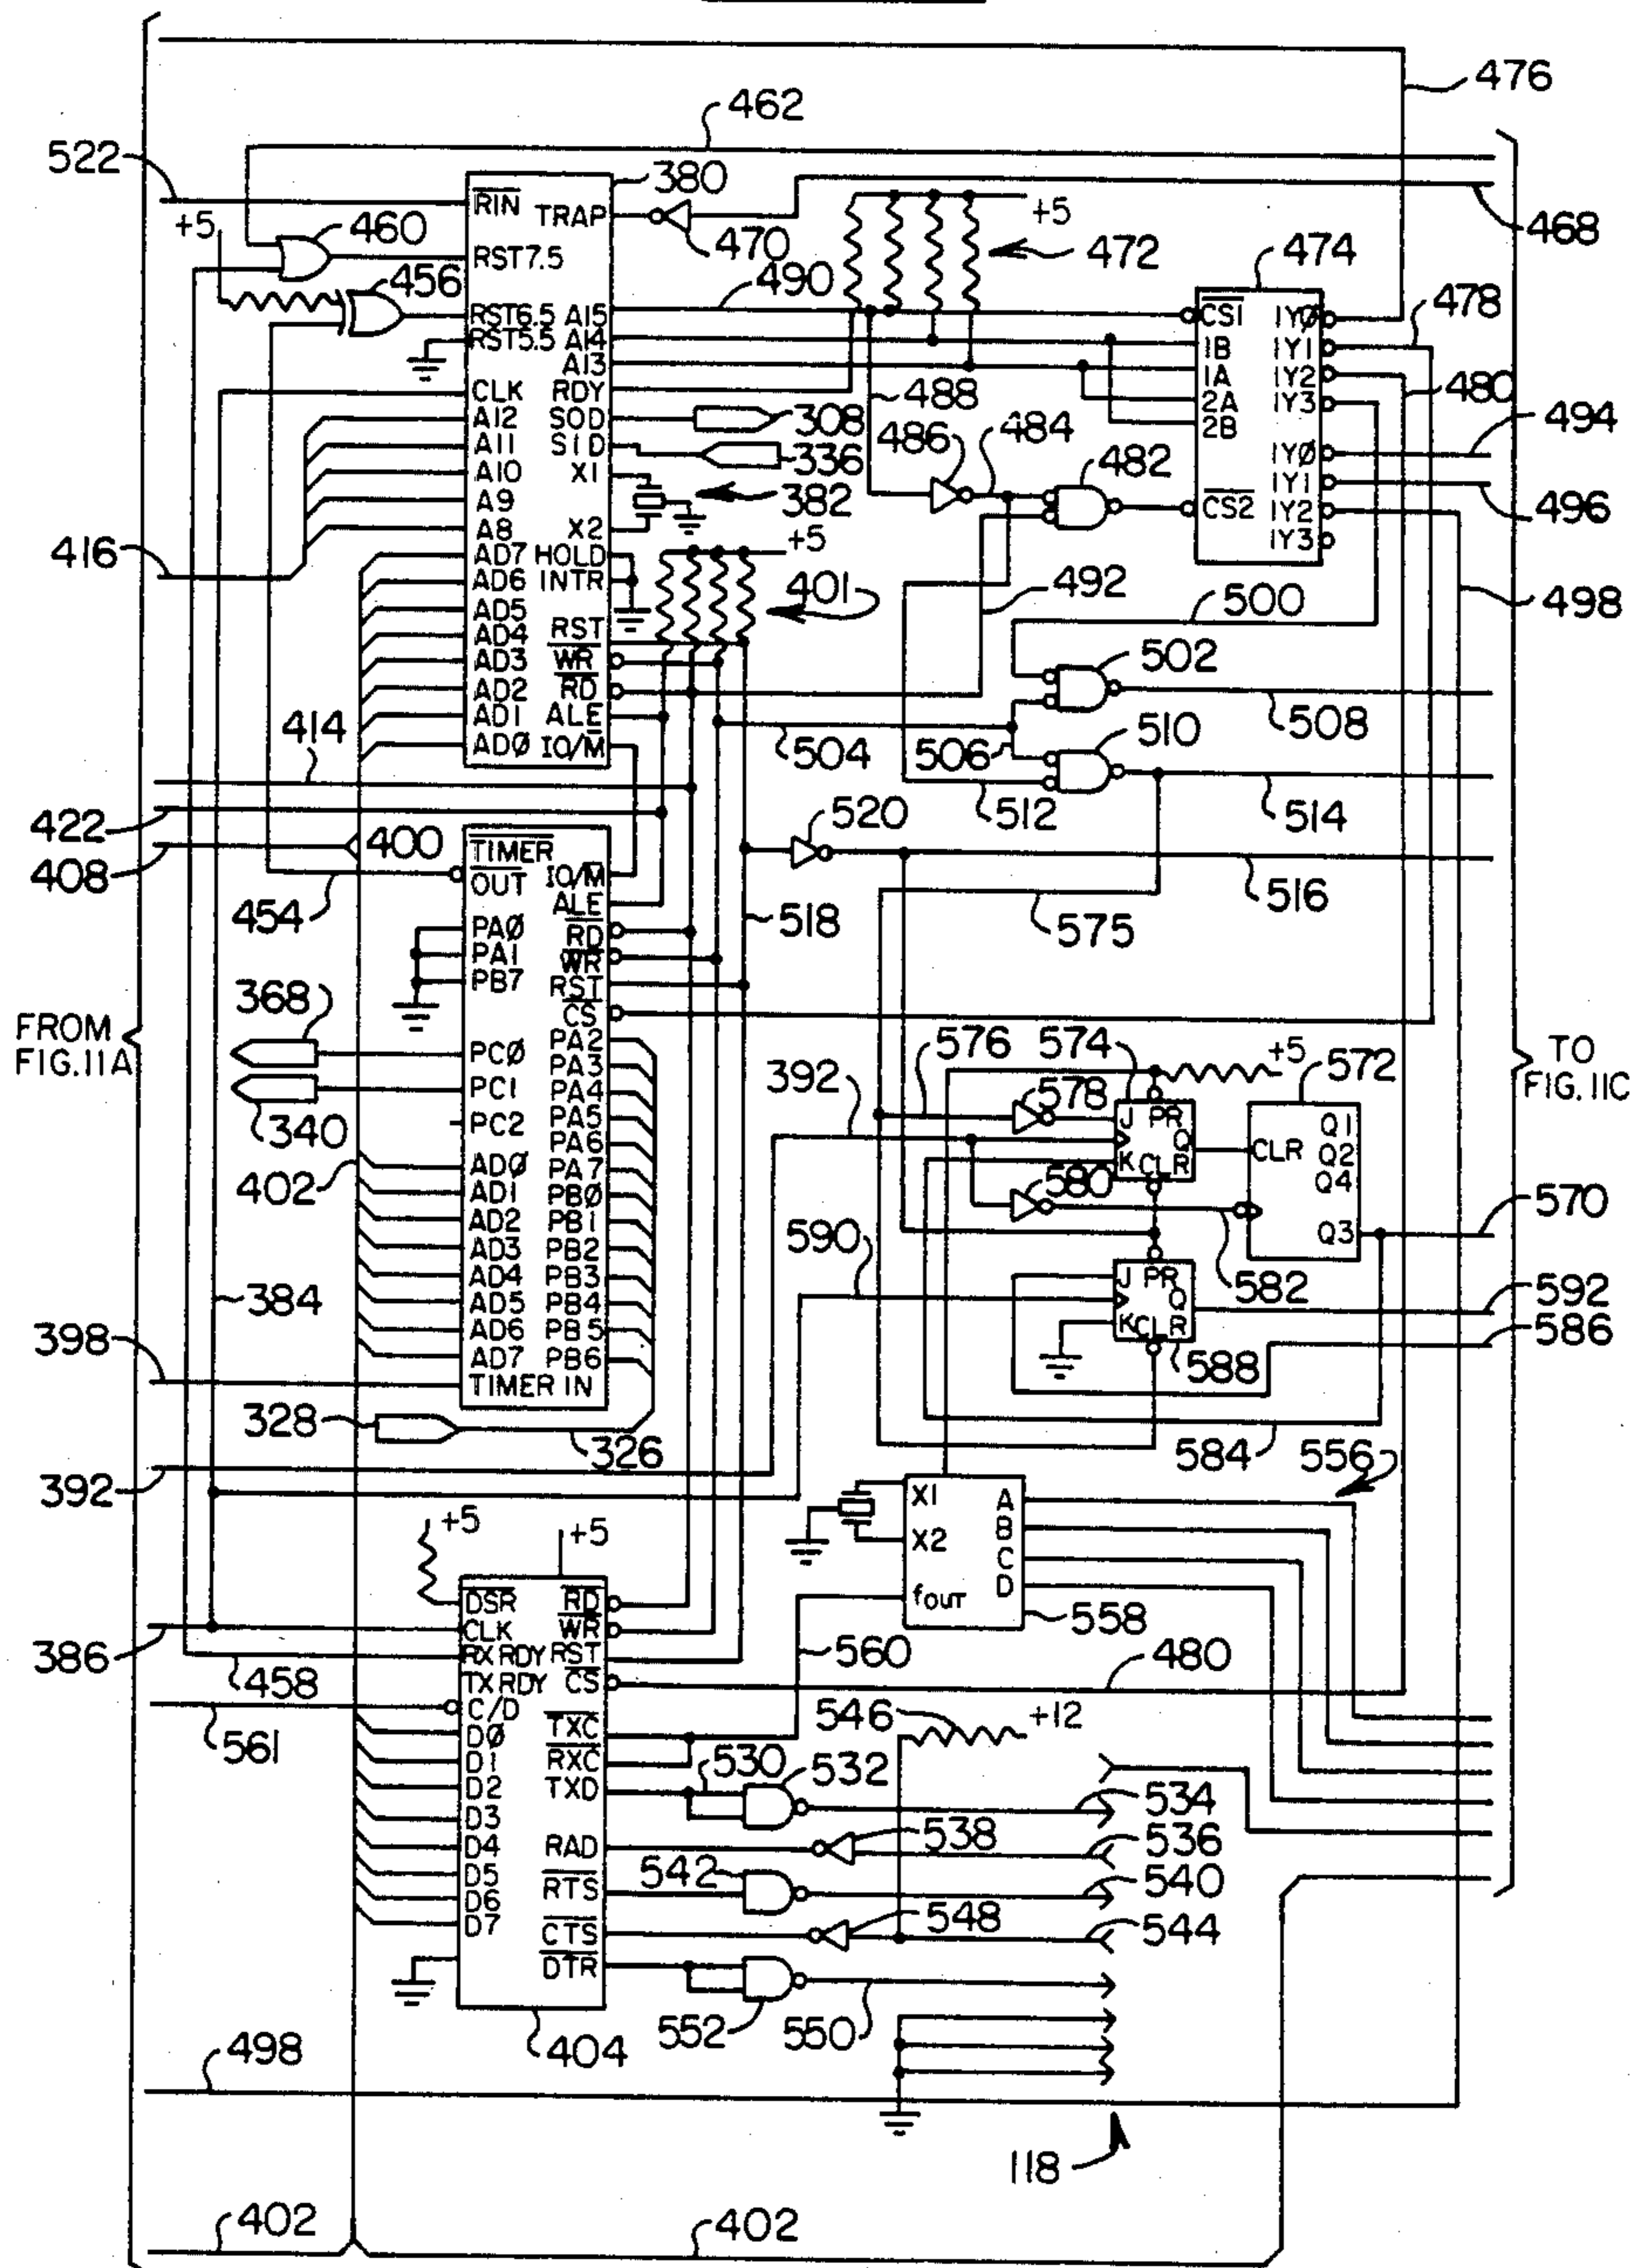 476
462
522
380
+5
RIN
TRAP
460
470
+5
472
468
474
RST7.5
456
490
478
RST6.5 A15
RST5.5 A14
A13
CS1 1YØ
1B 1Y1
1A 1Y2
2A 1Y3
2B
CLK RDY
A12 SOD
308
488
480
A11 SID
336
486
484
482
1YØ
494
A10 X1
382
1Y1
496
A9
CS2 1Y2
A8 X2
1Y3
416
AD7 HOLD
+5
AD6 INTR
401
492
500
498
AD5
AD4 RST
AD3 WR
502
AD2 RD
AD1 ALE
508
414
ADØ IO/M
504
506
510
422
512
514
408
400
TIMER
OUT IO/M
520
ALE
516
454
518
575
PAØ RD
PA1 WR
PB7 RST
CS
368
FROM
FIG.11A
PCØ PA2
PA3
576
574
+5
572
TO
FIG.11C
PC1 PA4
392
578
J PR Q
Q1
340
PC2 PA5
PA6
K CLR
CLR Q2
Q4
402
ADØ PA7
580
AD1 PBØ
570
AD2 PB1
590
Q3
AD3 PB2
J PR Q
582
384
AD4 PB3
592
AD5 PB4
K CLR
586
AD6 PB5
588
398
AD7 PB6
TIMER IN
328
326
584
556
392
X1 A
+5
+5
B
X2 C
D
DSR RD
fOUT
558
386
CLK WR
RX RDY RST
560
480
458
TX RDY CS
C/D
546
+12
561
DØ TXC
D1 RXC
530
532
D2 TXD
534
D3
538
D4 RAD
536
542
D5
D6 RTS
540
D7
CTS
548
544
DTR
552
550
404
498
118
402
402